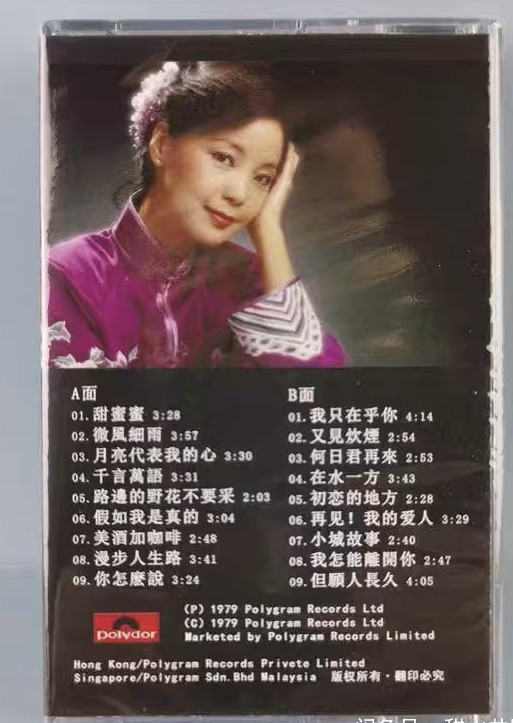 A面
01. 甜蜜蜜 3:28
02. 微風細雨 3:57
03. 月亮代表我的心 3:30
04. 千言萬語 3:31
05. 路邊的野花不要采 2:03
06. 假如我是真的 3:04
07. 美酒加咖啡 2:48
08. 漫步人生路 3:41
09. 你怎麼說 3:24
B面
01. 我只在乎你 4:14
02. 又見炊煙 2:54
03. 何日君再來 2:53
04. 在水一方 3:43
05. 初恋的地方 2:28
06. 再见！我的爱人 3:29
07. 小城故事 2:40
08. 我怎能離開你 2:47
09. 但願人長久 4:05
polydor
(P) 1979 Polygram Records Ltd
(C) 1979 Polygram Records Ltd
Marketed by Polygram Records Limited
Hong Kong/Polygram Records Privete Limited
Singapore/Polygram Sdn.Bhd Malaysia 版权所有·翻印必究